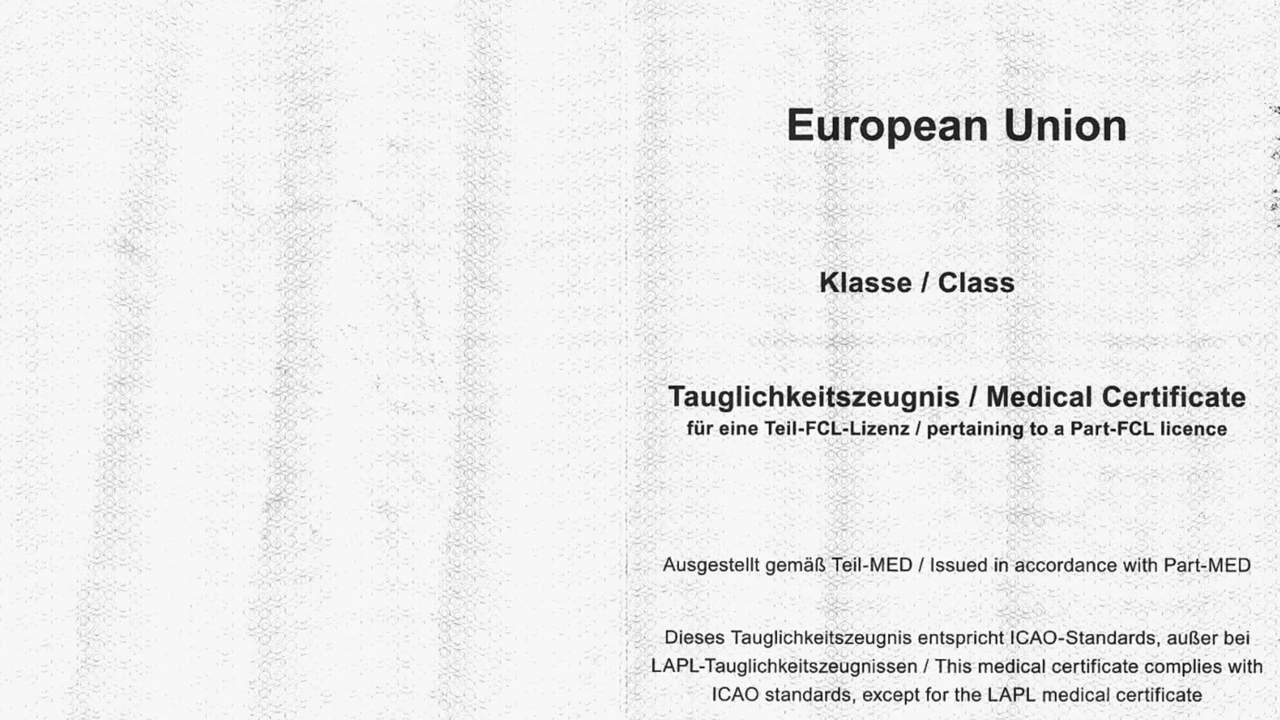 European Union
Klasse / Class
Tauglichkeitszeugnis / Medical Certificate
für eine Teil-FCL-Lizenz / pertaining to a Part-FCL licence
Ausgestellt gemäß Teil-MED / Issued in accordance with Part-MED
Dieses Tauglichkeitszeugnis entspricht ICAO-Standards, außer bei
LAPL-Tauglichkeitszeugnissen / This medical certificate complies with
ICAO standards, except for the LAPL medical certificate